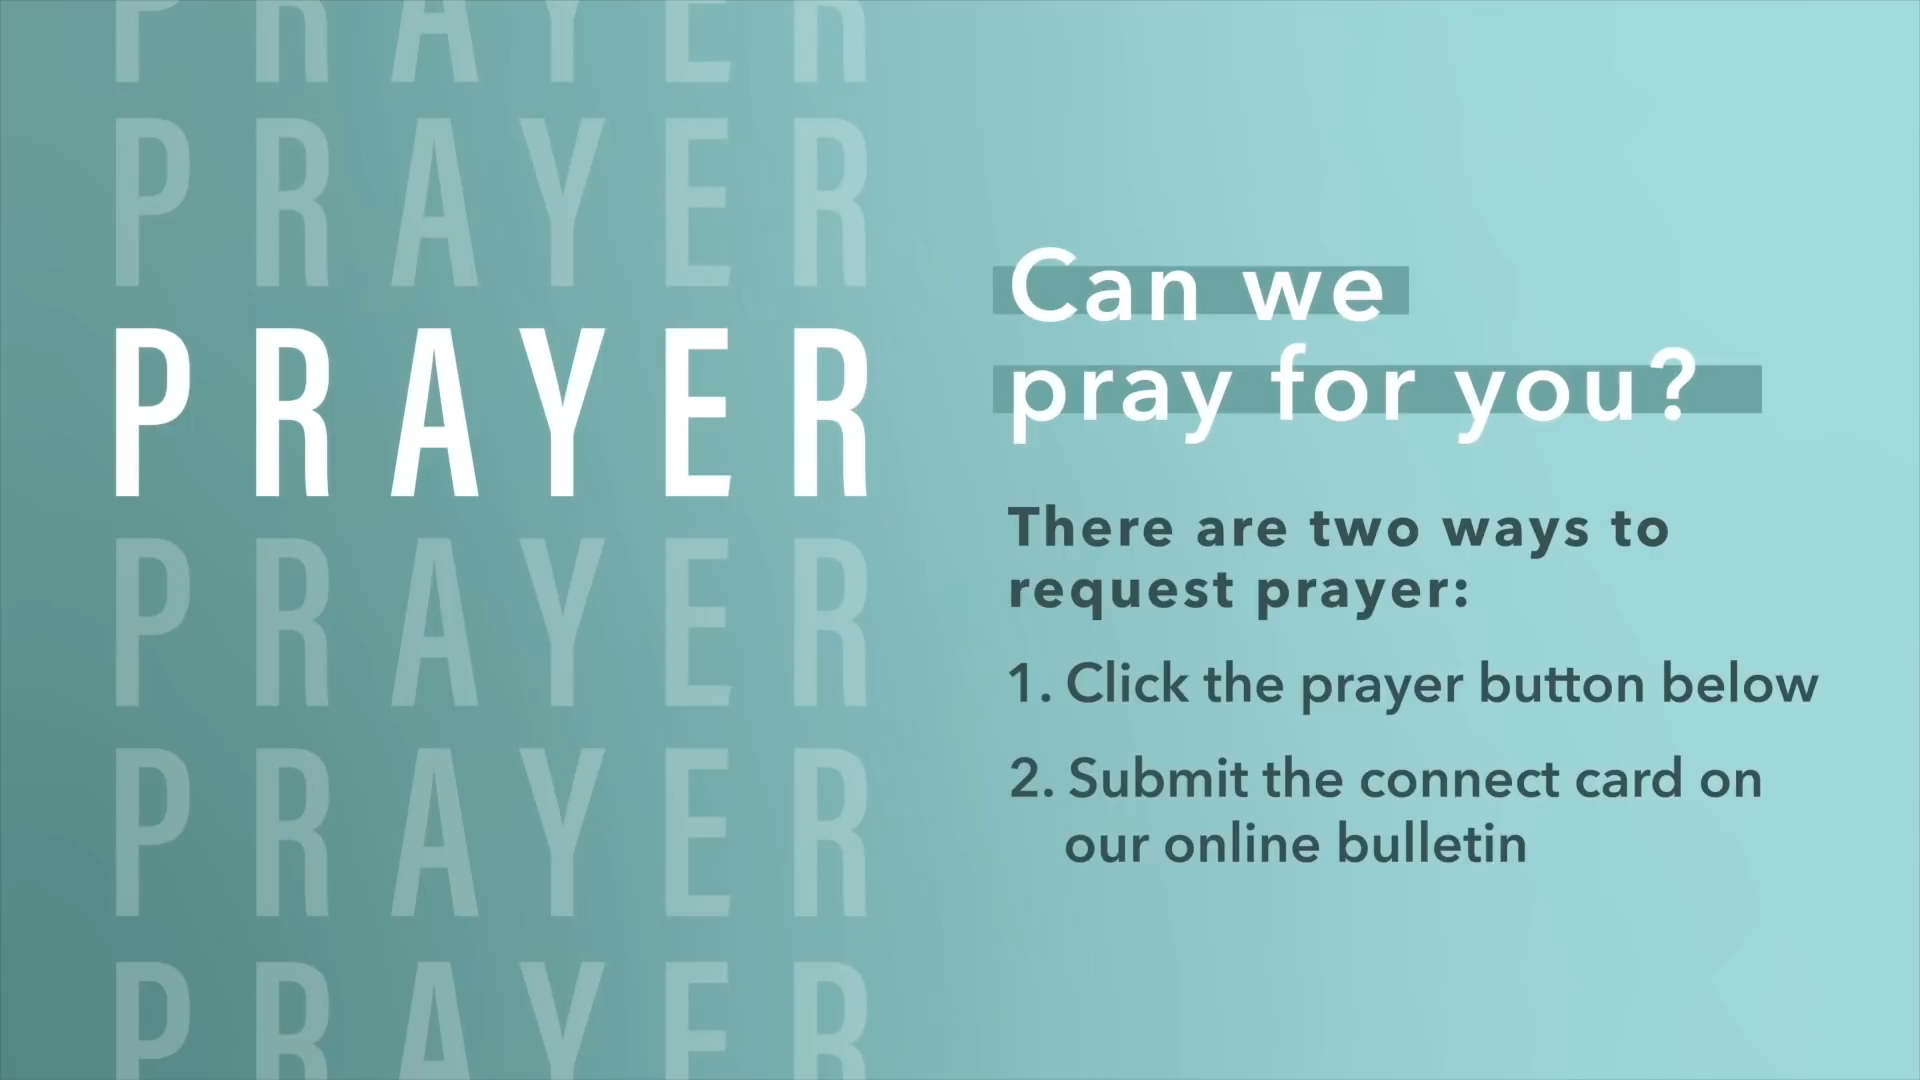 PRAYER
PRAYER
PRAYER
PRAYER
PRAYER
PRAYER
Can we
pray for you?
There are two ways to
request prayer:
1. Click the prayer button below
2. Submit the connect card on
our online bulletin